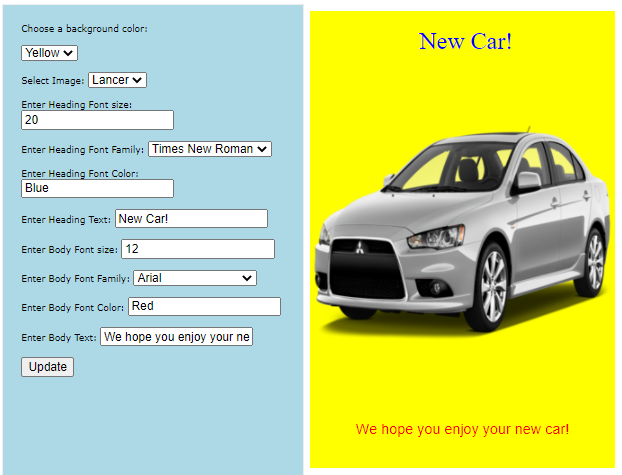 Choose a background color:
Yellow
Select Image: Lancer
Enter Heading Font size:
20
Enter Heading Font Family: Times New Roman
Enter Heading Font Color:
Blue
Enter Heading Text: New Car!
Enter Body Font size: 12
Enter Body Font Family: Arial
Enter Body Font Color: Red
Enter Body Text: We hope you enjoy your ne
Update
New Car!
We hope you enjoy your new car!